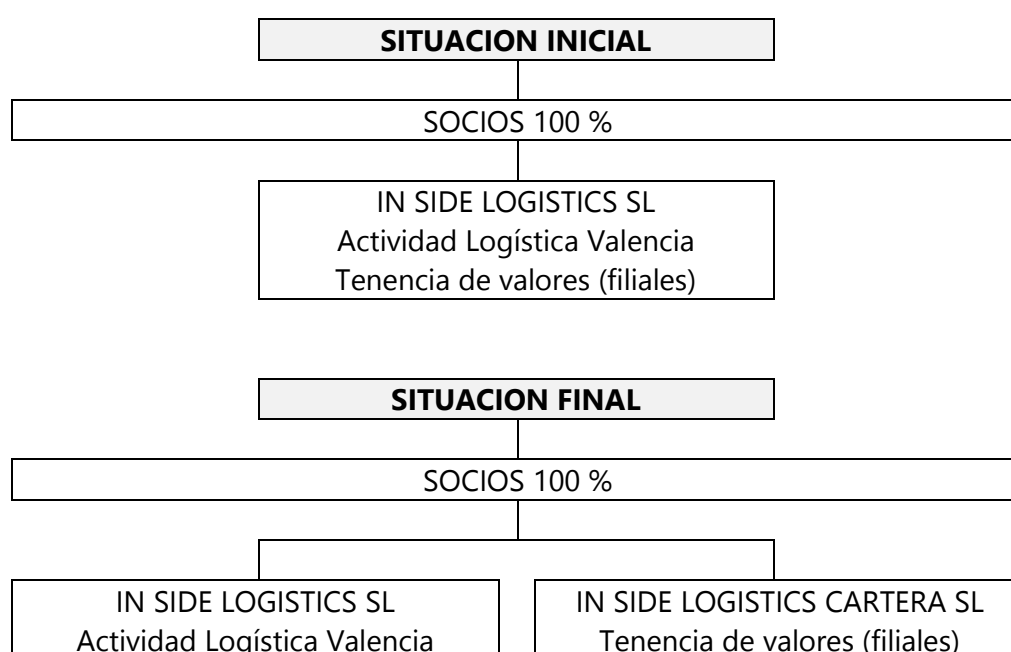 SITUACION INICIAL
SOCIOS 100 %
IN SIDE LOGISTICS SL
Actividad Logística Valencia
Tenencia de valores (filiales)
SITUACION FINAL
SOCIOS 100 %
IN SIDE LOGISTICS SL
Actividad Logística Valencia
IN SIDE LOGISTICS CARTERA SL
Tenencia de valores (filiales)